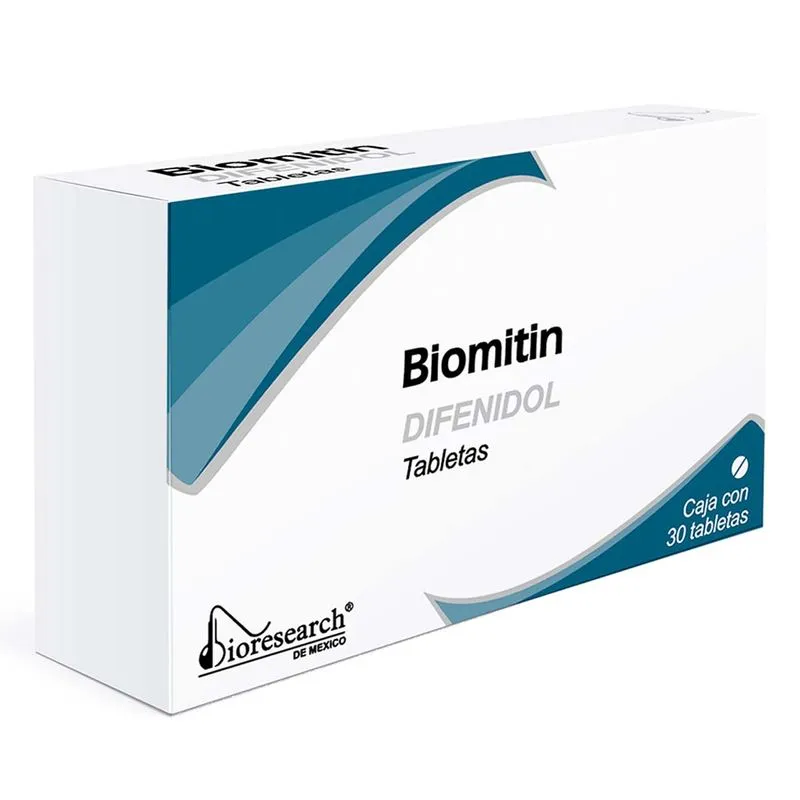 Biomitin
DIFENIDOL
Tabletas
Biomitin
DIFENIDOL
Tabletas
Caja con
30 tabletas
Bioresearch®
DE MEXICO